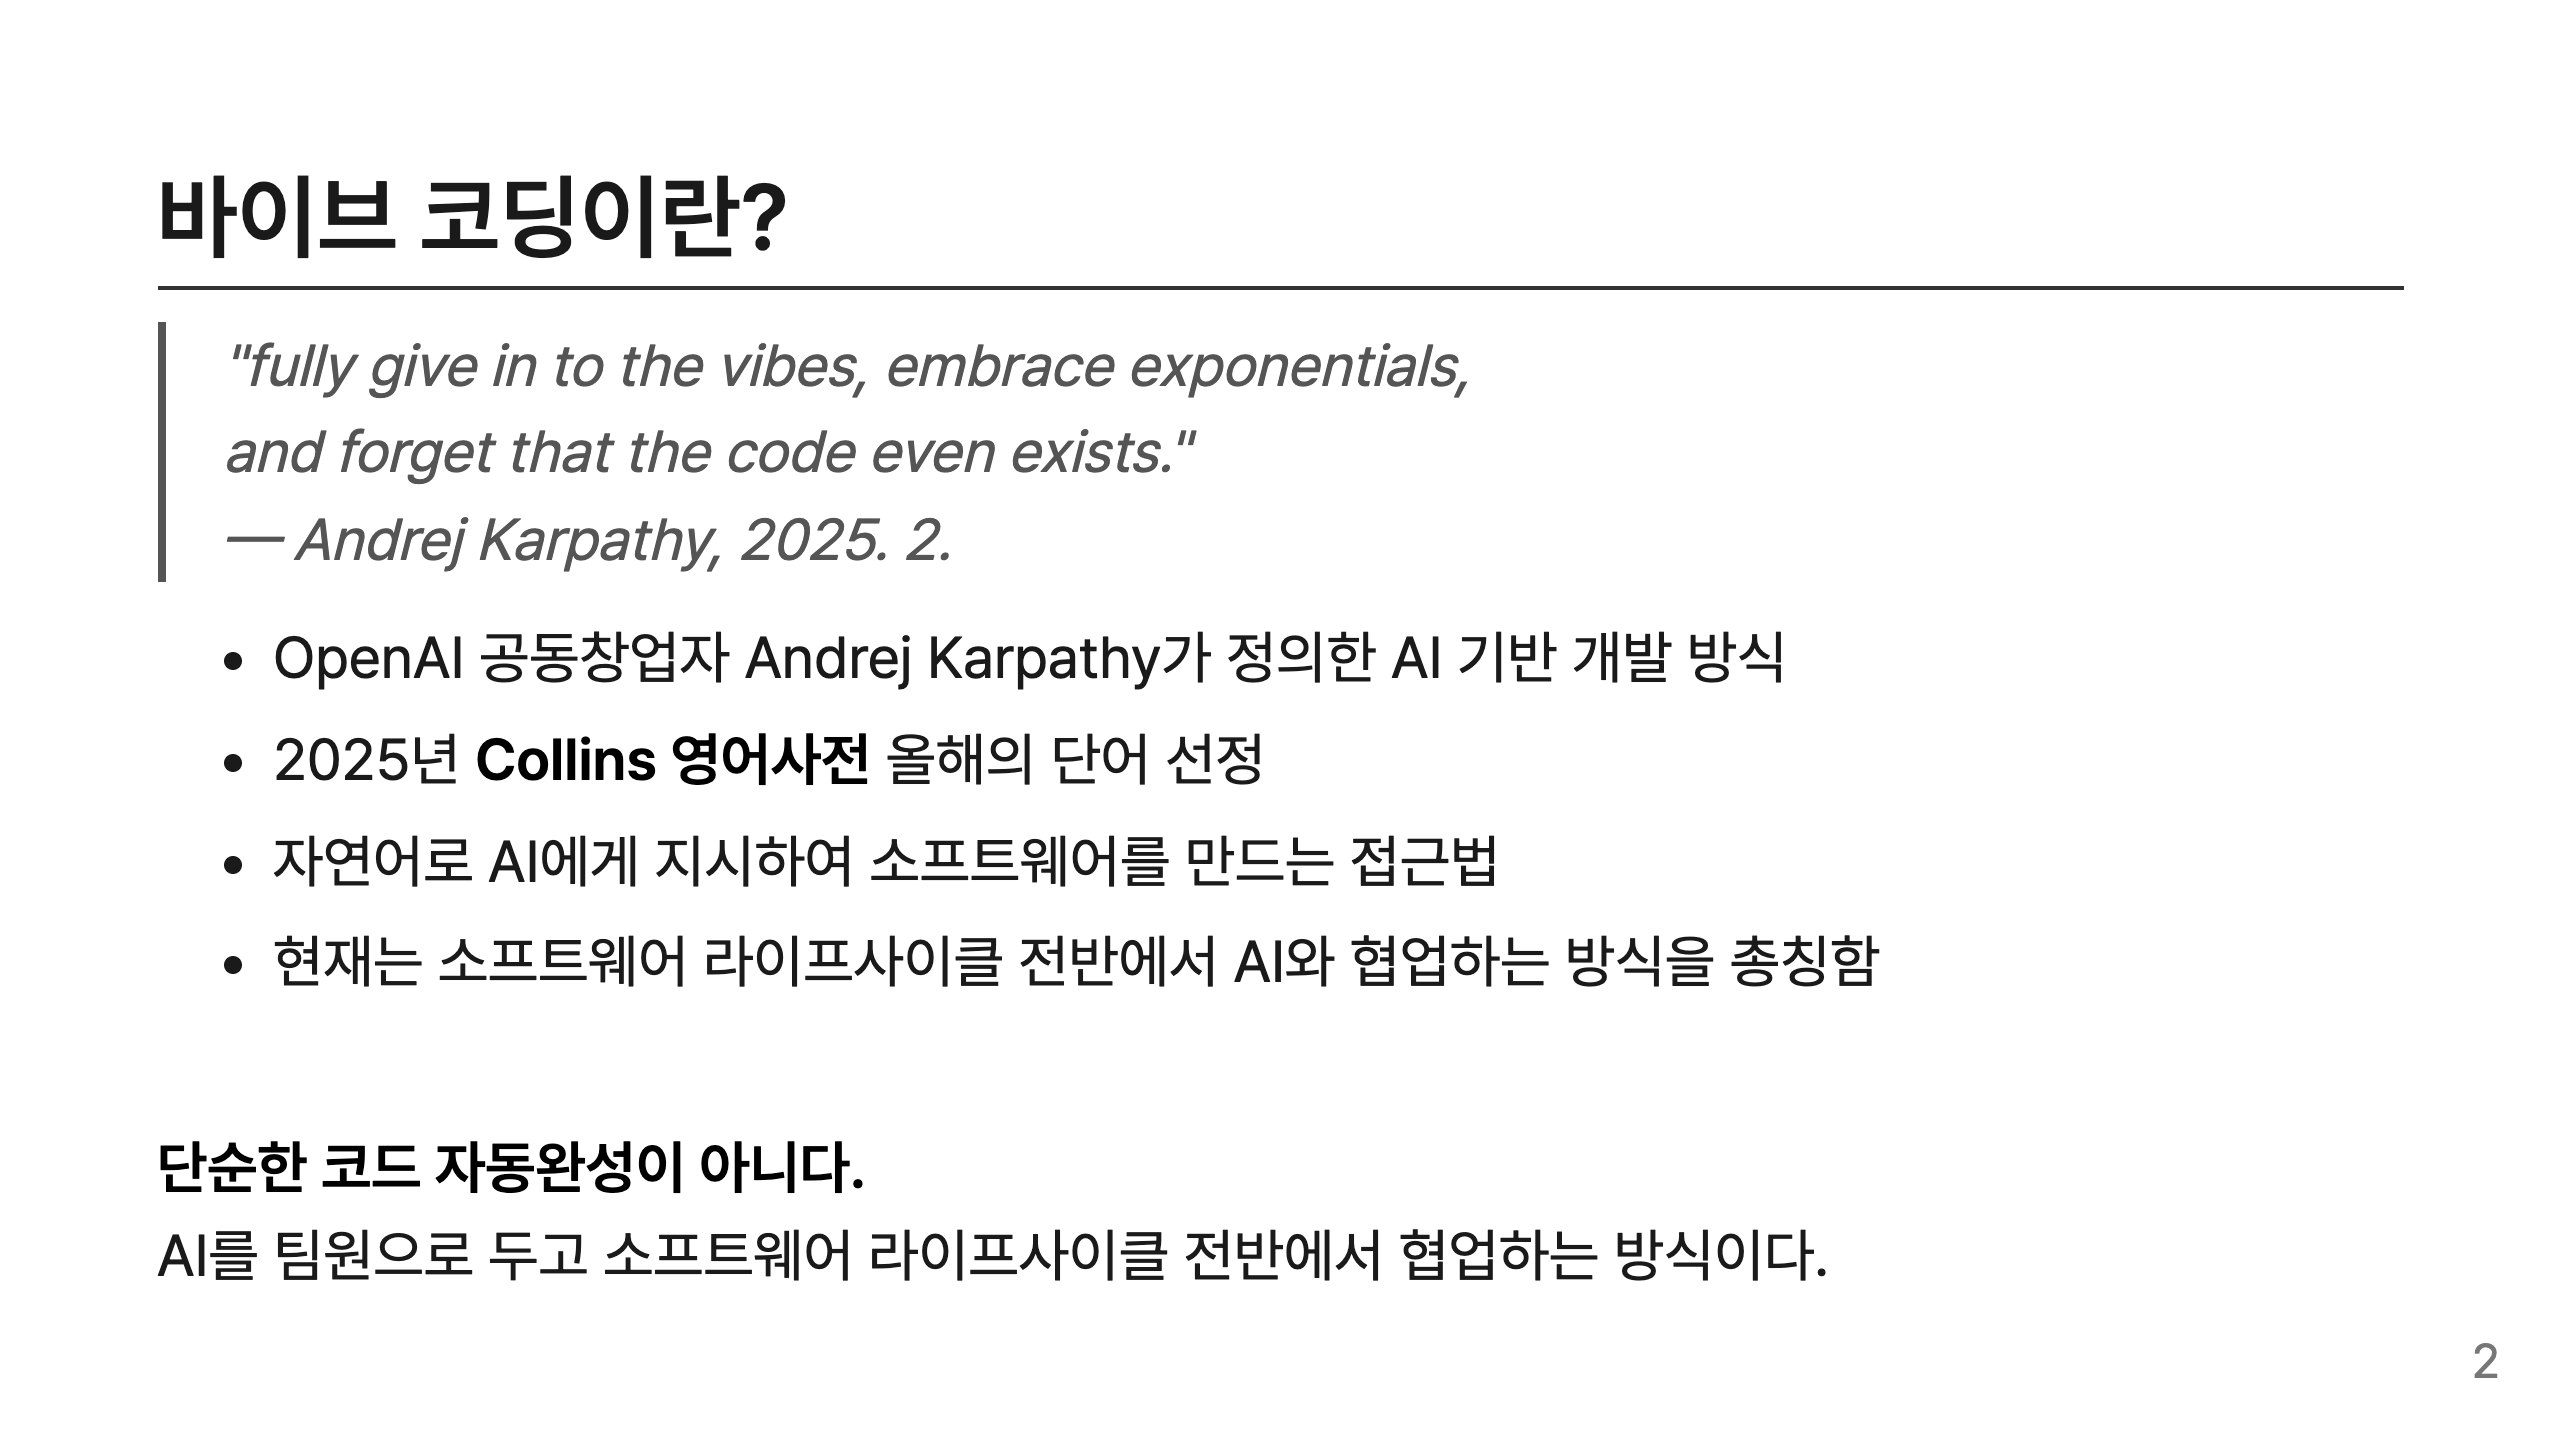 바이브 코딩이란?
"fully give in to the vibes, embrace exponentials,
and forget that the code even exists."
— Andrej Karpathy, 2025. 2.
• OpenAI 공동창업자 Andrej Karpathy가 정의한 AI 기반 개발 방식
• 2025년 Collins 영어사전 올해의 단어 선정
• 자연어로 AI에게 지시하여 소프트웨어를 만드는 접근법
• 현재는 소프트웨어 라이프사이클 전반에서 AI와 협업하는 방식을 총칭함
단순한 코드 자동완성이 아니다.
AI를 팀원으로 두고 소프트웨어 라이프사이클 전반에서 협업하는 방식이다.
2